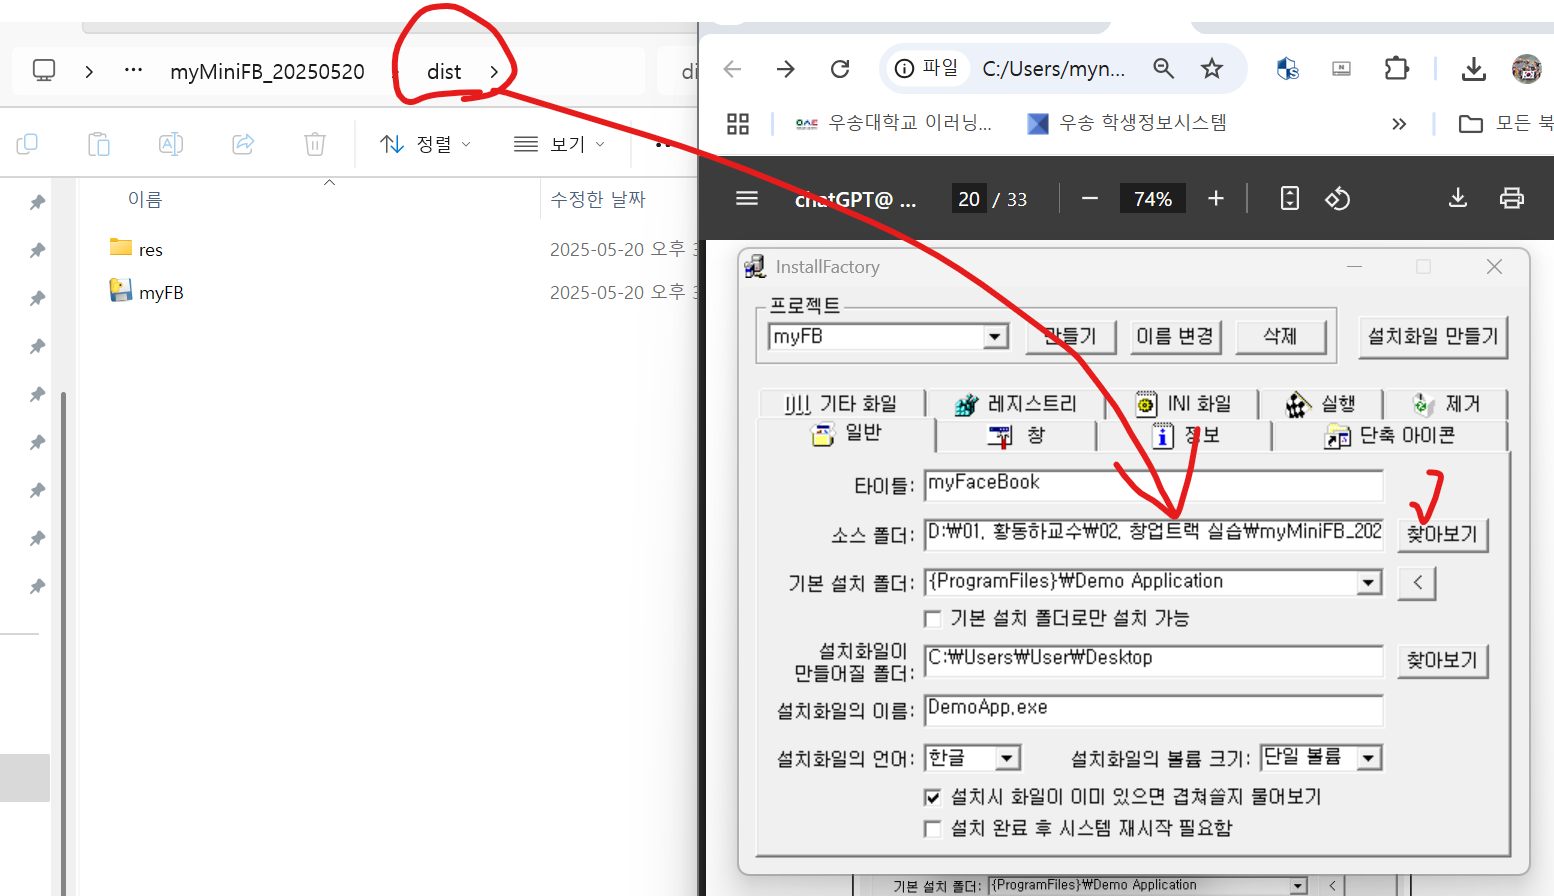 myMiniFB_20250520 dist
파일 C:/Users/myn...
우송대학교 이러닝... 우송 학생정보시스템 » 모든 북
정렬 보기
이름 수정한 날짜
res 2025-05-20 오후
myFB 2025-05-20 오후
chatGPT@ ... 20 / 33 74%
InstallFactory
프로젝트
myFB 만들기 이름 변경 삭제 설치화일 만들기
기타 화일 레지스트리 INI 화일 실행 제거
일반 창 정보 단축 아이콘
타이틀: myFaceBook
소스 폴더: D:₩01. 황동하교수₩02. 창업트랙 실습₩myMiniFB_202 찾아보기
기본 설치 폴더: {ProgramFiles}₩Demo Application <
기본 설치 폴더로만 설치 가능
설치화일이
만들어질 폴더: C:₩Users₩User₩Desktop 찾아보기
설치화일의 이름: DemoApp.exe
설치화일의 언어: 한글 설치화일의 볼륨 크기: 단일 볼륨
설치시 화일이 이미 있으면 겹쳐쓸지 물어보기
설치 완료 후 시스템 재시작 필요함
기본 설치 폴더: {ProgramFiles}₩Demo Application <